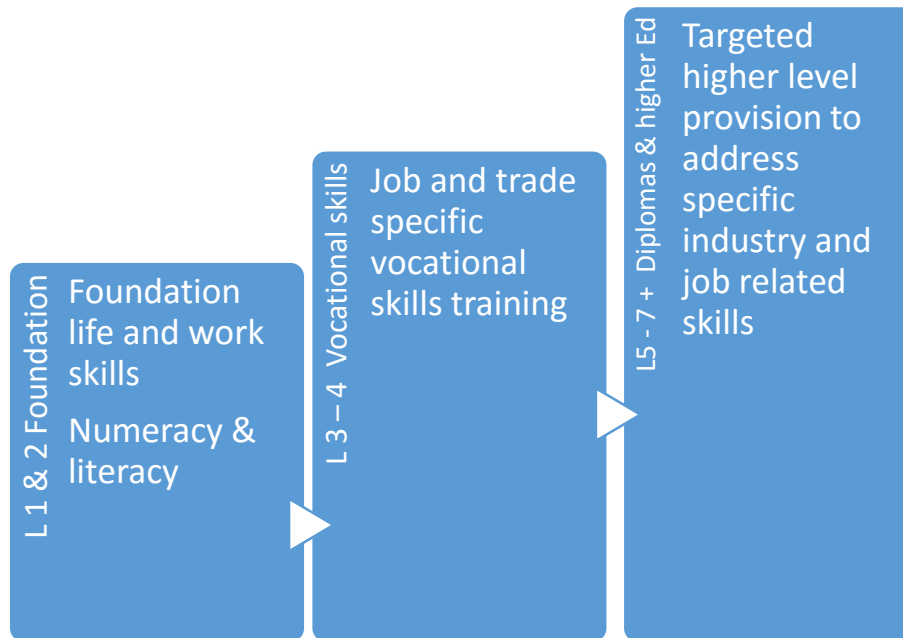 L 1 & 2 Foundation
Foundation
life and work
skills
Numeracy &
literacy
L 3 – 4  Vocational skills
Job and trade
specific
vocational
skills training
L5 - 7 +  Diplomas & higher Ed
Targeted
higher level
provision to
address
specific
industry and
job related
skills